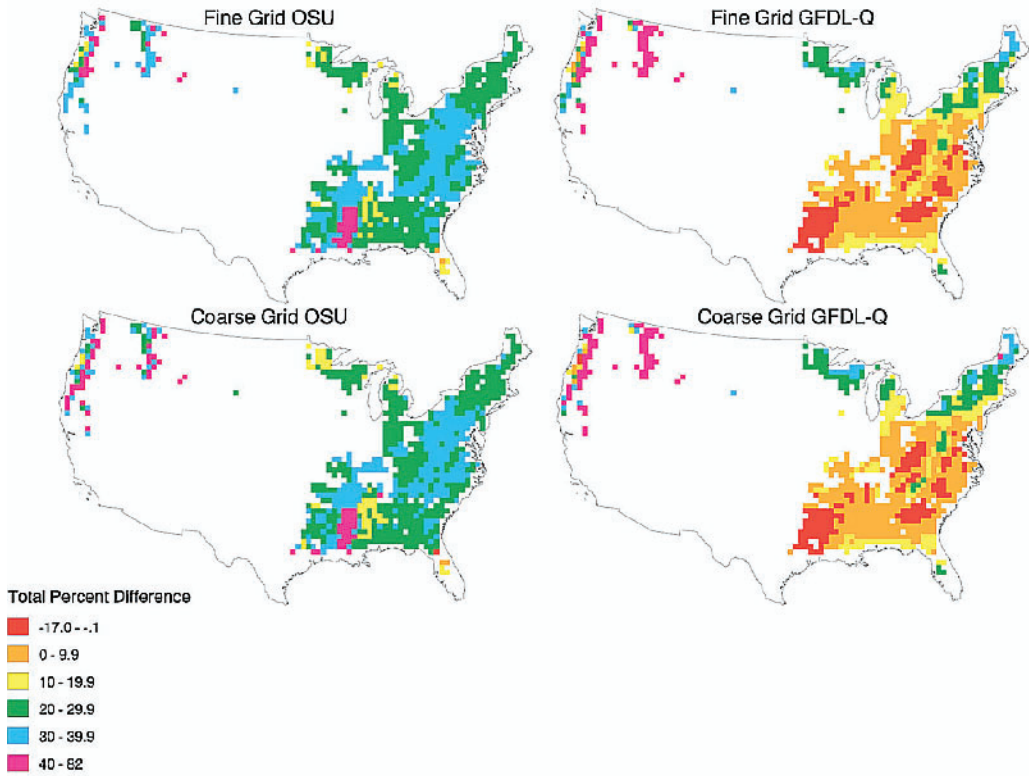 Fine Grid OSU
Fine Grid GFDL-Q
Coarse Grid OSU
Coarse Grid GFDL-Q
Total Percent Difference
-17.0 - -.1
0 - 9.9
10 - 19.9
20 - 29.9
30 - 39.9
40 - 82